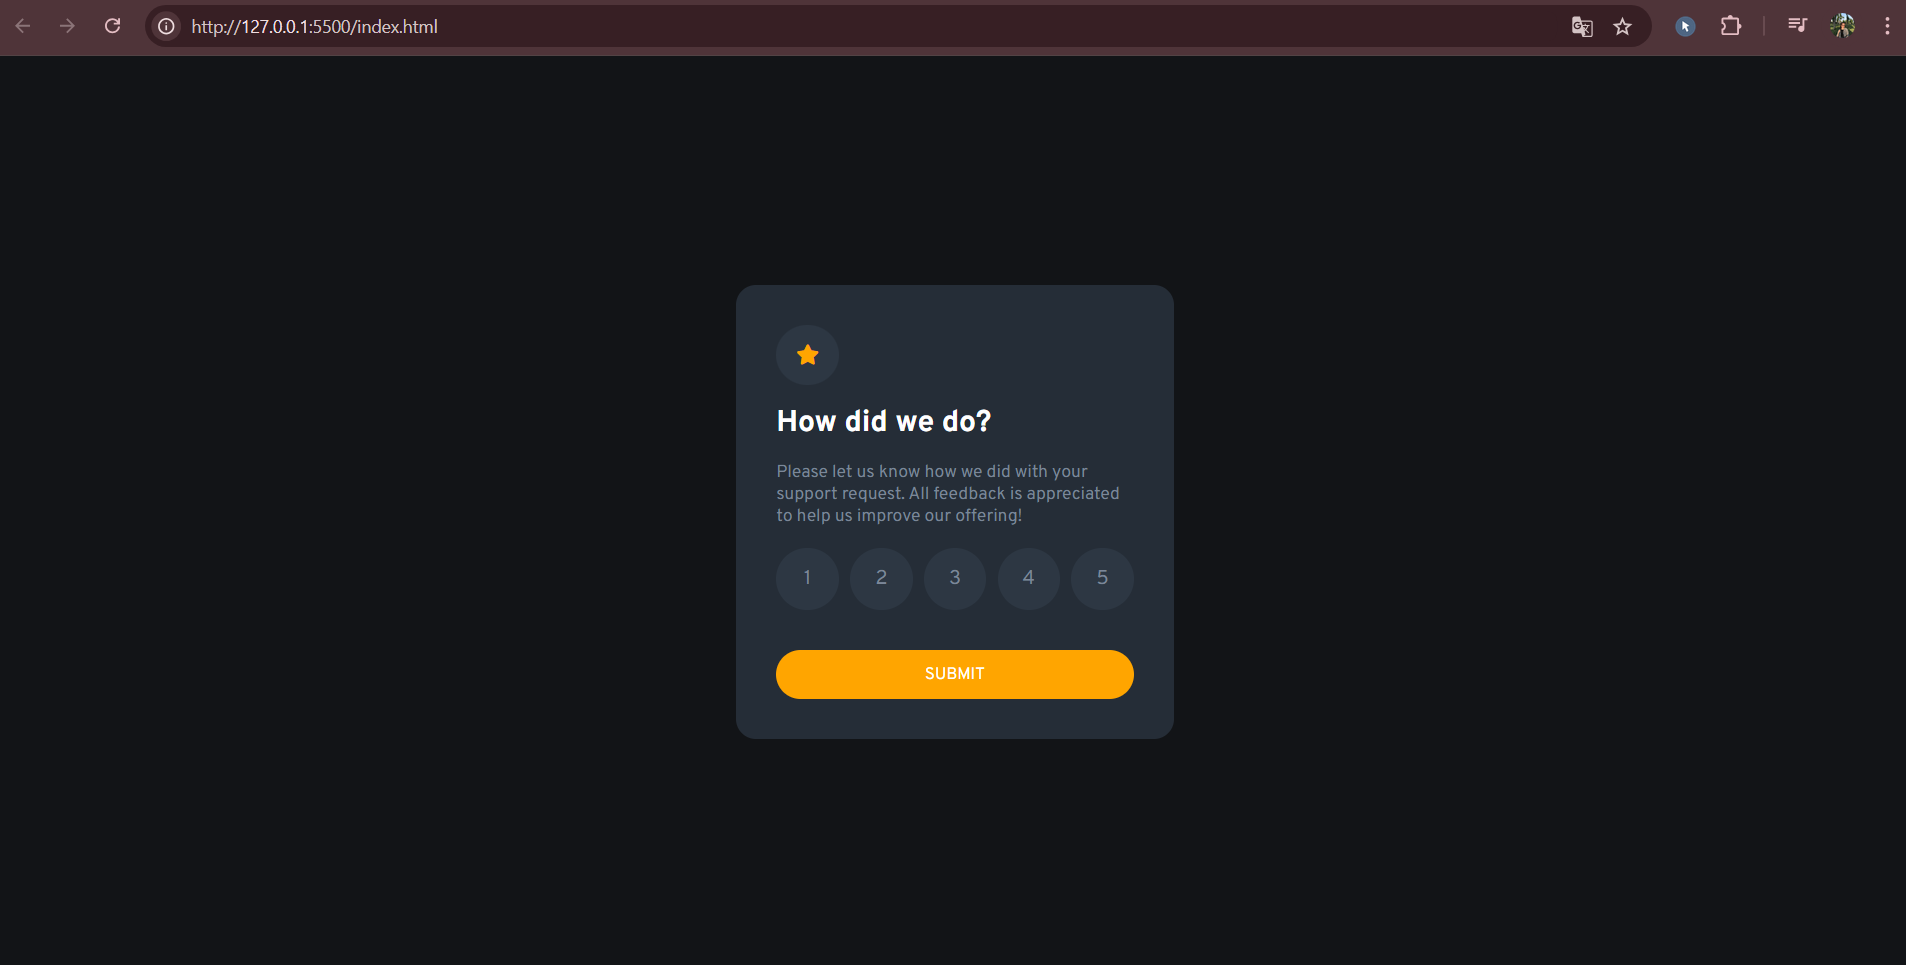 http://127.0.0.1:5500/index.html
How did we do?
Please let us know how we did with your
support request. All feedback is appreciated
to help us improve our offering!
1 2 3 4 5
SUBMIT